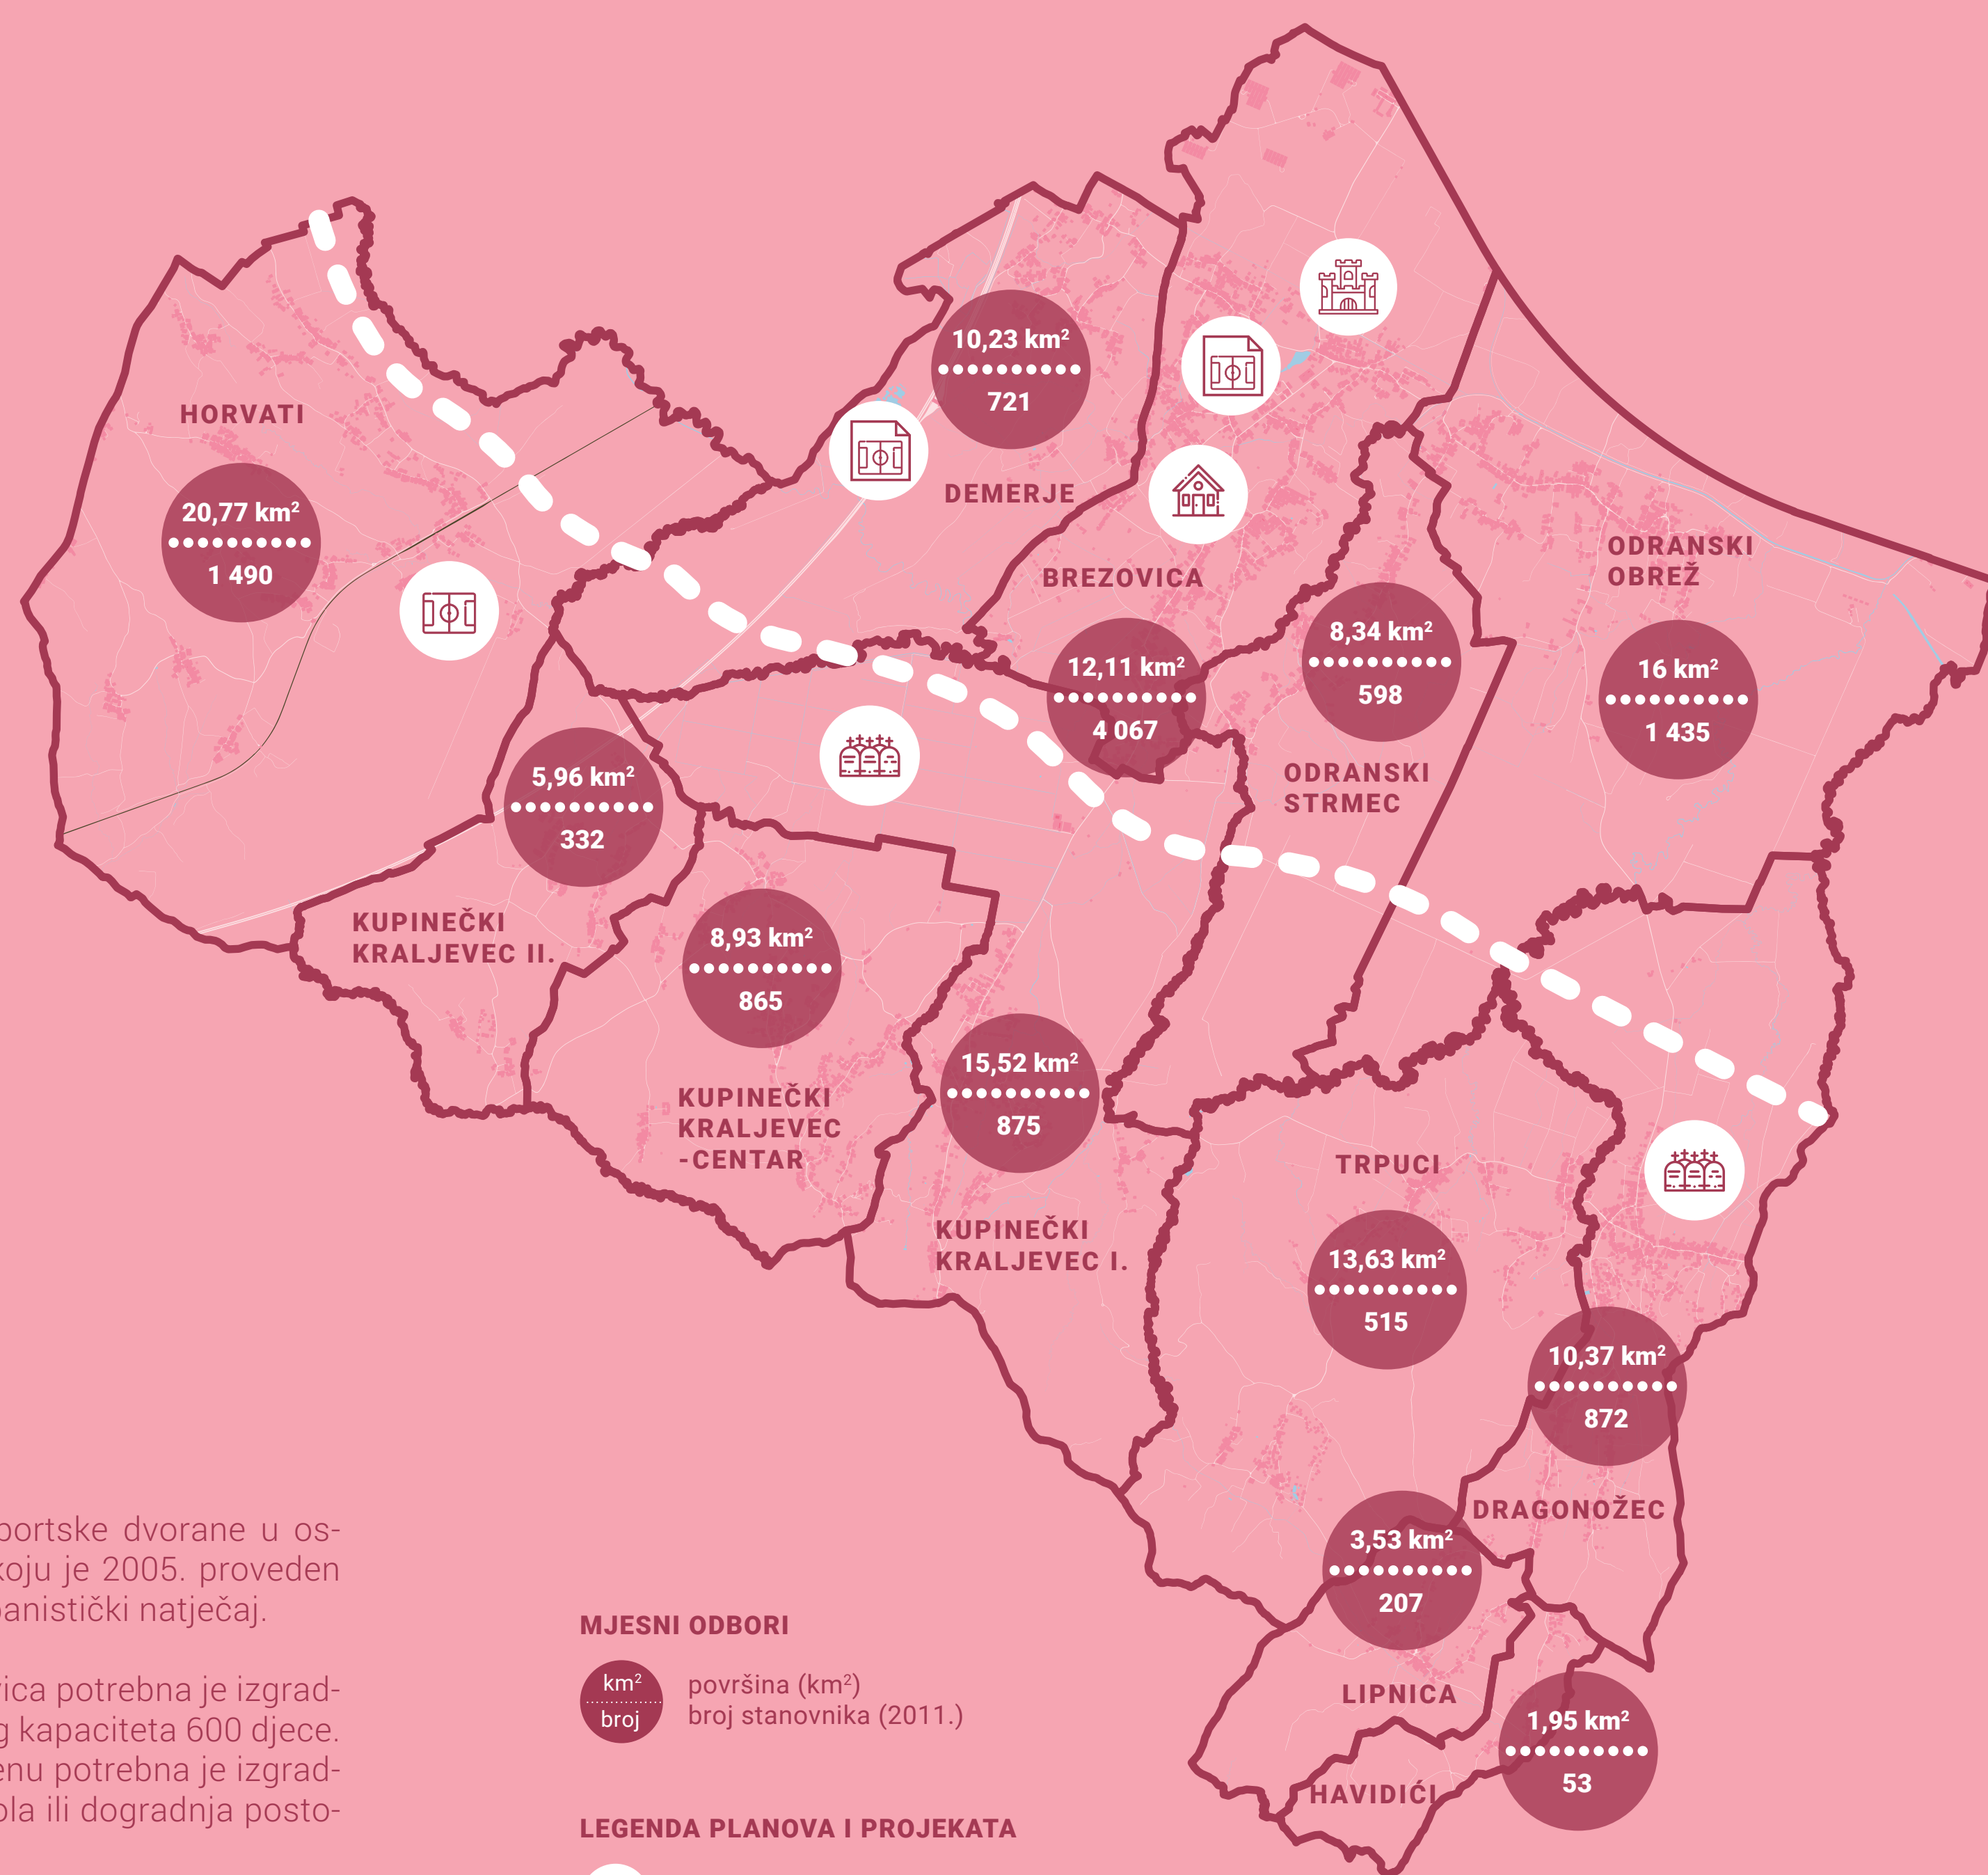 HORVATI
20,77 km²
1 490
10,23 km²
721
DEMERJE
BREZOVICA
12,11 km²
4 067
8,34 km²
598
ODRANSKI
STRMEC
ODRANSKI
OBREŽ
16 km²
1 435
5,96 km²
332
KUPINEČKI
KRALJEVEC II.
8,93 km²
865
KUPINEČKI
KRALJEVEC
-CENTAR
15,52 km²
875
KUPINEČKI
KRALJEVEC I.
TRPUCI
13,63 km²
515
10,37 km²
872
DRAGONOŽEC
3,53 km²
207
LIPNICA
1,95 km²
53
HAVIDIĆI
portske dvorane u os-
koju je 2005. proveden
banistički natječaj.
vica potrebna je izgrad-
g kapaciteta 600 djece.
enu potrebna je izgrad-
ola ili dogradnja posto-
MJESNI ODBORI
km²
broj
površina (km²)
broj stanovnika (2011.)
LEGENDA PLANOVA I PROJEKATA